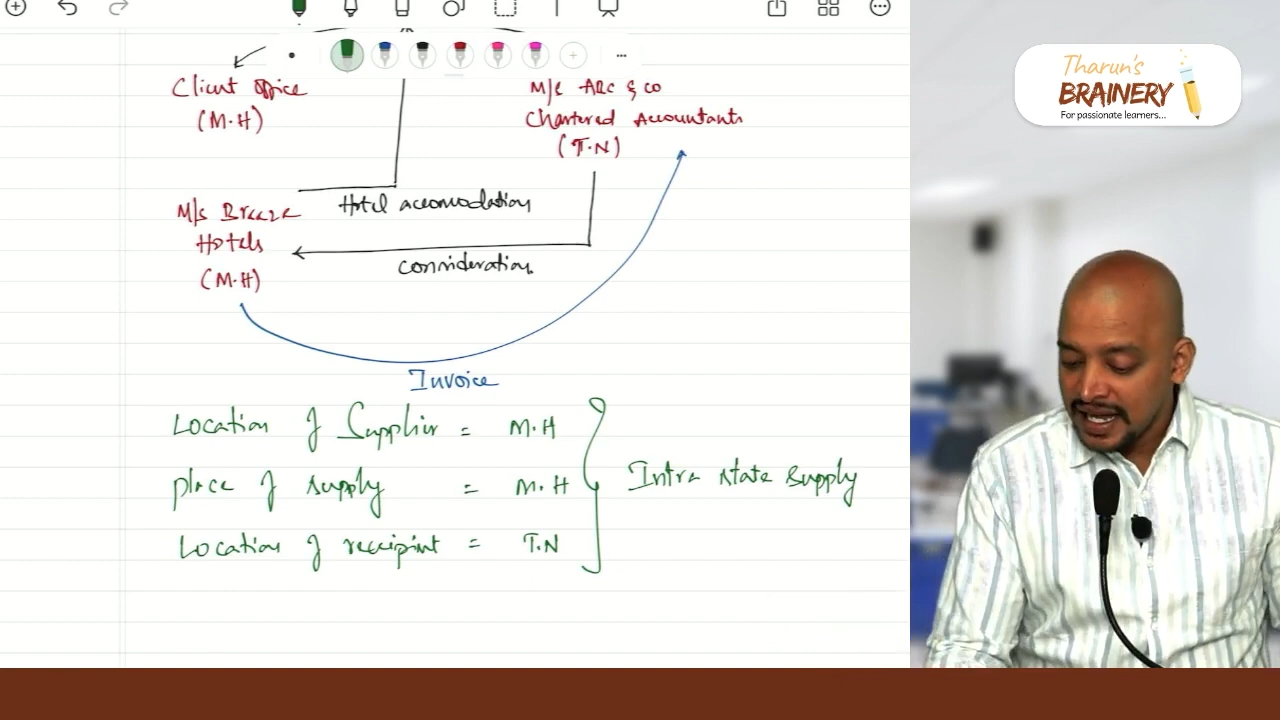 Tharun's
BRAINERY
For passionate learners...
Client office
(M.H)
M/s ABC & co
Chartered Accountants
(T.N)
M/s Breeze
Hotels
(M.H)
Hotel accomodation
consideration
Invoice
Location of Supplier = M.H
place of supply = M.H
Location of recipint = T.N
Intra state supply